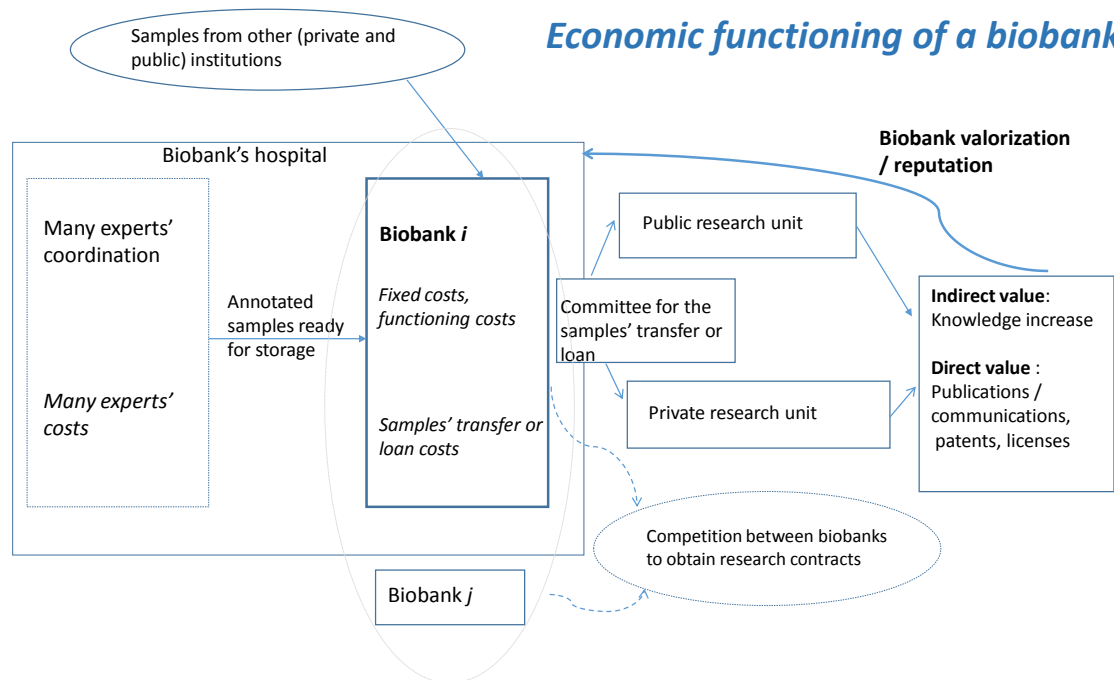 Economic functioning of a biobank
Samples from other (private and
public) institutions
Biobank’s hospital
Biobank valorization
/ reputation
Many experts’
coordination
Many experts’
costs
Annotated
samples ready
for storage
Biobank i
Fixed costs,
functioning costs
Samples’ transfer or
loan costs
Public research unit
Committee for the
samples’ transfer or
loan
Private research unit
Indirect value:
Knowledge increase
Direct value :
Publications /
communications,
patents, licenses
Competition between biobanks
to obtain research contracts
Biobank j